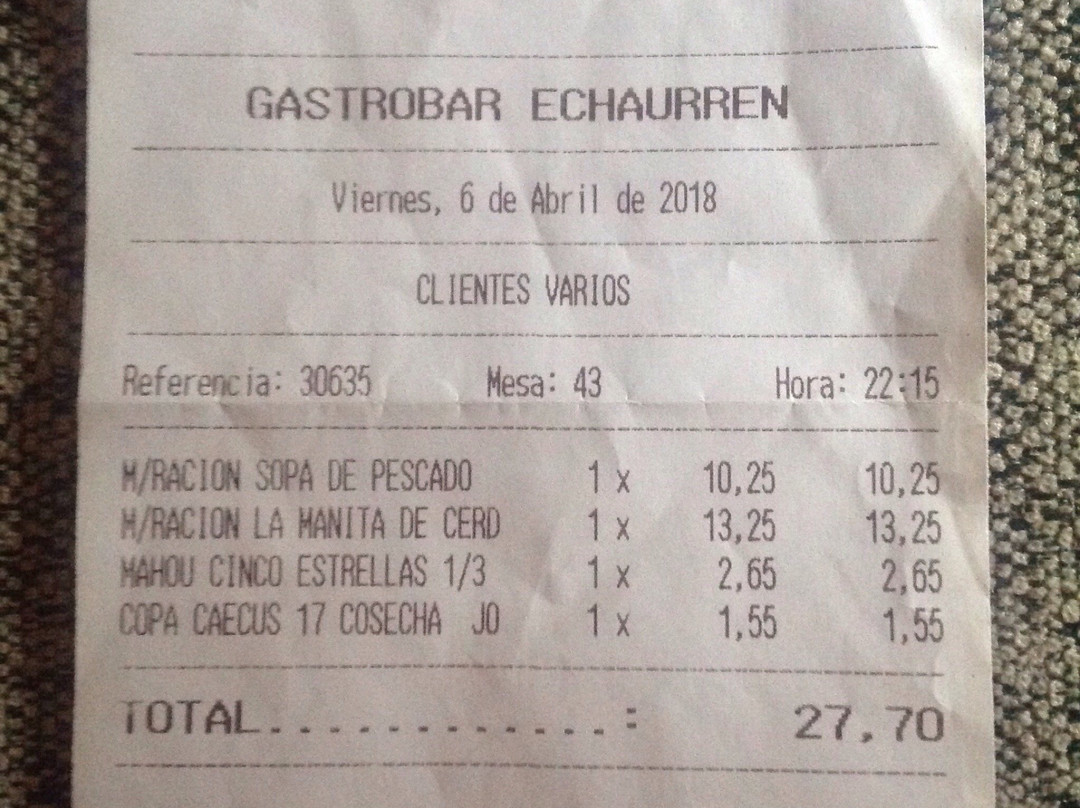 GASTROBAR ECHAURREN
Viernes, 6 de Abril de 2018
CLIENTES VARIOS
Referencia: 30635 Mesa: 43 Hora: 22:15
M/RACION SOPA DE PESCADO 1 x 10,25 10,25
M/RACION LA MANITA DE CERD 1 x 13,25 13,25
MAHOU CINCO ESTRELLAS 1/3 1 x 2,65 2,65
COPA CAECUS 17 COSECHA JO 1 x 1,55 1,55
TOTAL.............: 27,70